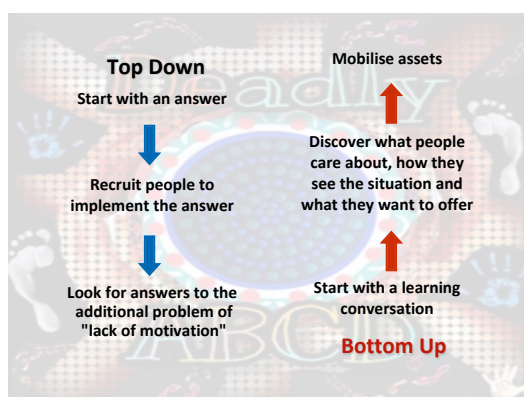 Deadly
Top Down
Start with an answer
Recruit people to
implement the answer
Look for answers to the
additional problem of
"lack of motivation"
Mobilise assets
Discover what people
care about, how they
see the situation and
what they want to offer
Start with a learning
conversation
Bottom Up
ABCD